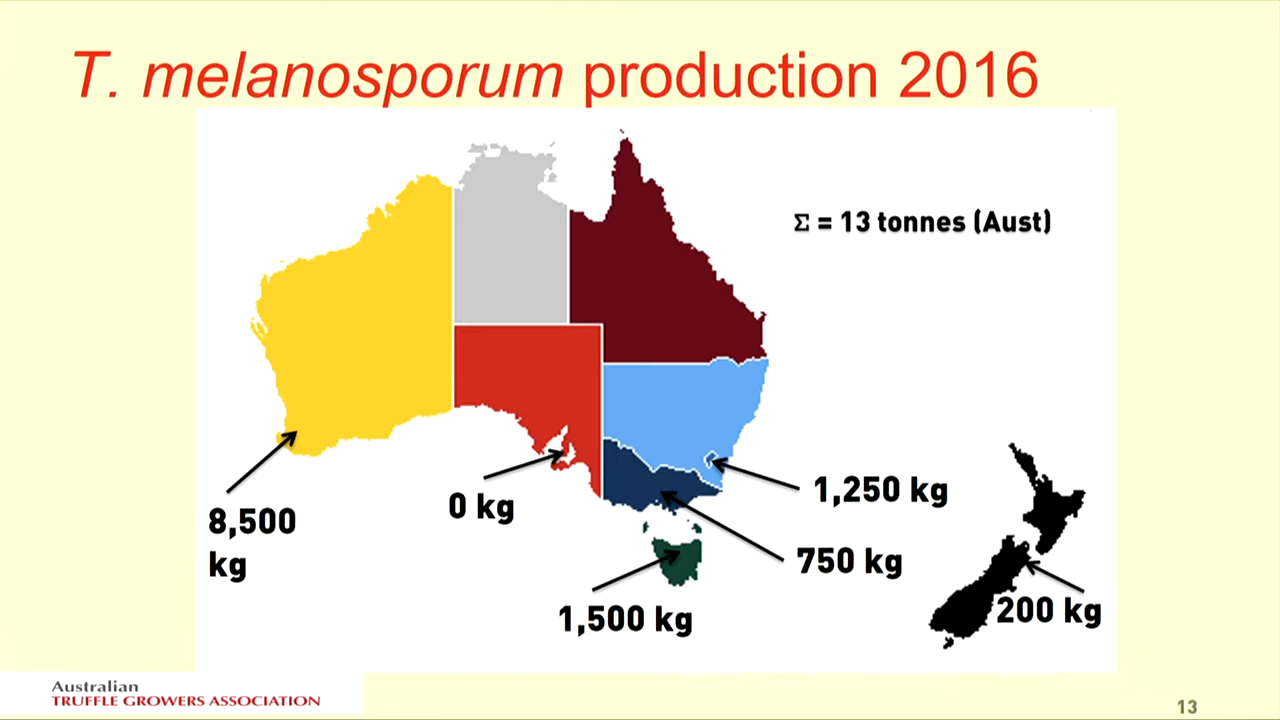 T. melanosporum production 2016
Σ = 13 tonnes (Aust)
8,500
kg
0 kg
1,250 kg
750 kg
1,500 kg
200 kg
Australian
TRUFFLE GROWERS ASSOCIATION
13